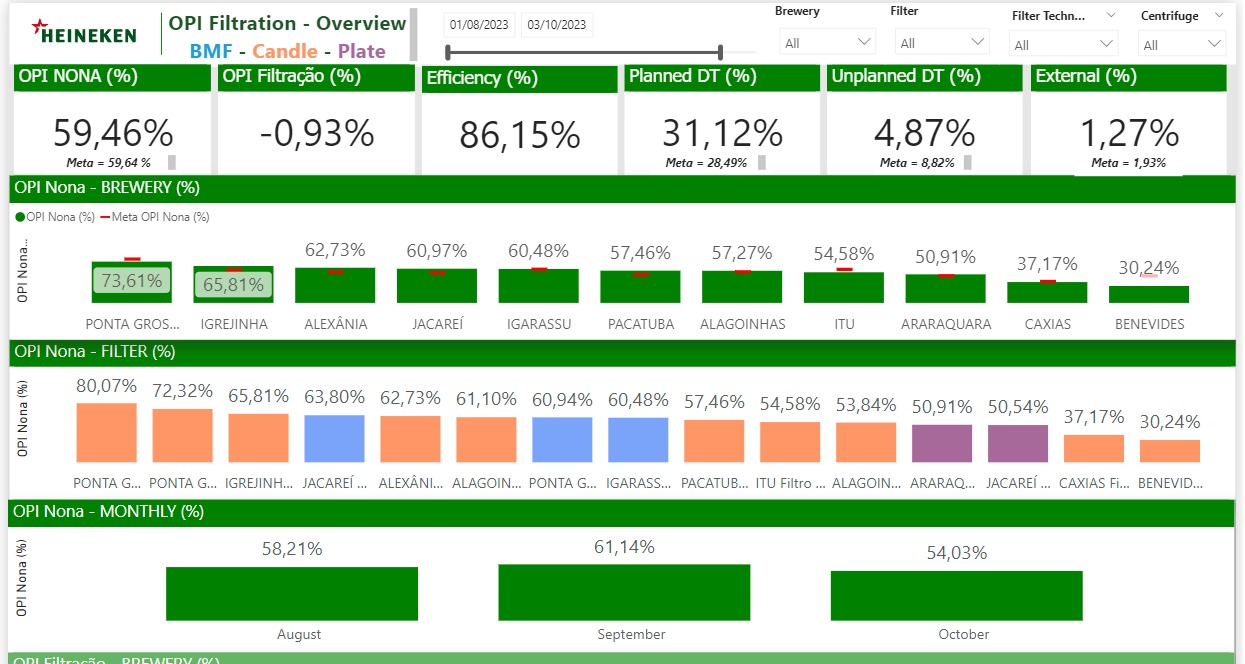 HEINEKEN
OPI Filtration - Overview
BMF - Candle - Plate
01/08/2023 03/10/2023
Brewery Filter Filter Techn... Centrifuge
All All All All
OPI NONA (%) OPI Filtração (%) Efficiency (%) Planned DT (%) Unplanned DT (%) External (%)
59,46% -0,93% 86,15% 31,12% 4,87% 1,27%
Meta = 59,64 % Meta = 28,49% Meta = 8,82% Meta = 1,93%
OPI Nona - BREWERY (%)
OPI Nona (%) Meta OPI Nona (%)
OPI Nona...
73,61% 65,81% 62,73% 60,97% 60,48% 57,46% 57,27% 54,58% 50,91% 37,17% 30,24%
PONTA GROS... IGREJINHA ALEXÂNIA JACAREÍ IGARASSU PACATUBA ALAGOINHAS ITU ARARAQUARA CAXIAS BENEVIDES
OPI Nona - FILTER (%)
OPI Nona (%)
80,07% 72,32% 65,81% 63,80% 62,73% 61,10% 60,94% 60,48% 57,46% 54,58% 53,84% 50,91% 50,54% 37,17% 30,24%
PONTA G... PONTA G... IGREJINH... JACAREÍ ... ALEXÂNI... ALAGOIN... PONTA G... IGARASS... PACATUB... ITU Filtro ... ALAGOIN... ARARAQ... JACAREÍ ... CAXIAS Fi... BENEVID...
OPI Nona - MONTHLY (%)
OPI Nona (%)
58,21% 61,14% 54,03%
August September October
OPI Filtração - BREWERY (%)